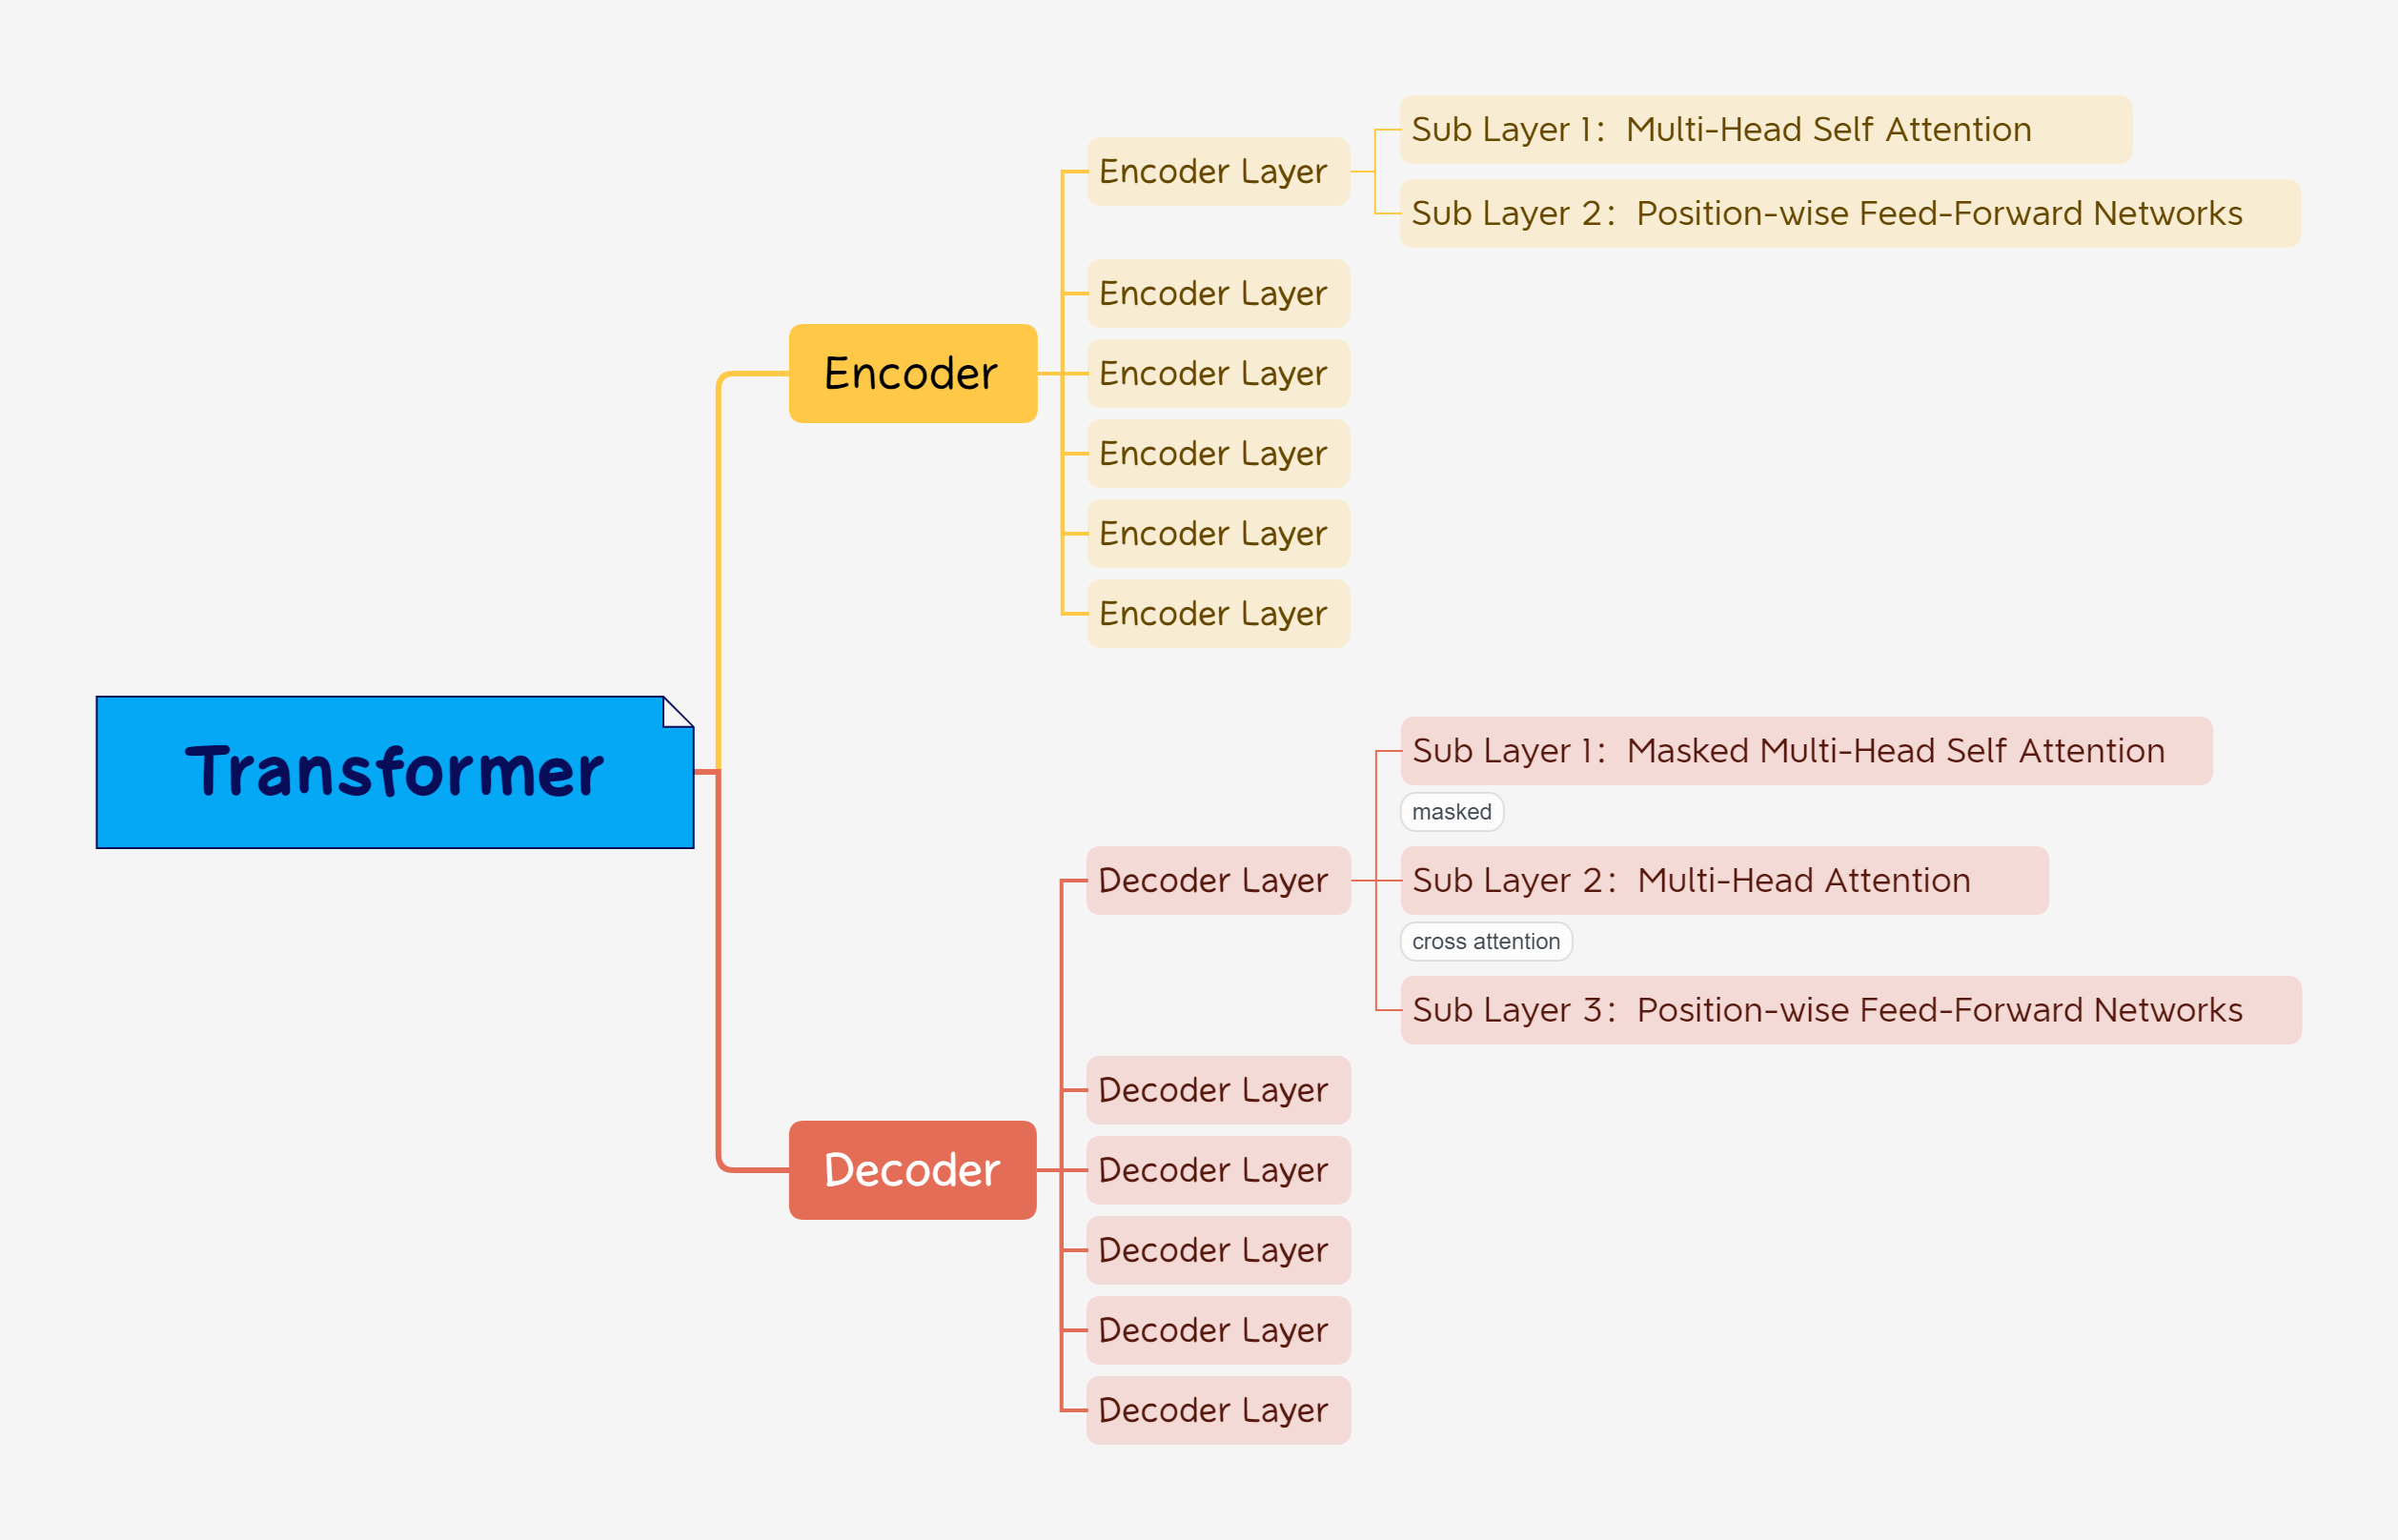 Sub Layer 1:  Multi-Head Self Attention
Encoder Layer
Sub Layer 2:  Position-wise Feed-Forward Networks
Encoder Layer
Encoder
Encoder Layer
Encoder Layer
Encoder Layer
Encoder Layer
Transformer
Sub Layer 1:  Masked Multi-Head Self Attention
masked
Decoder Layer
Sub Layer 2:  Multi-Head Attention
cross attention
Sub Layer 3:  Position-wise Feed-Forward Networks
Decoder Layer
Decoder
Decoder Layer
Decoder Layer
Decoder Layer
Decoder Layer